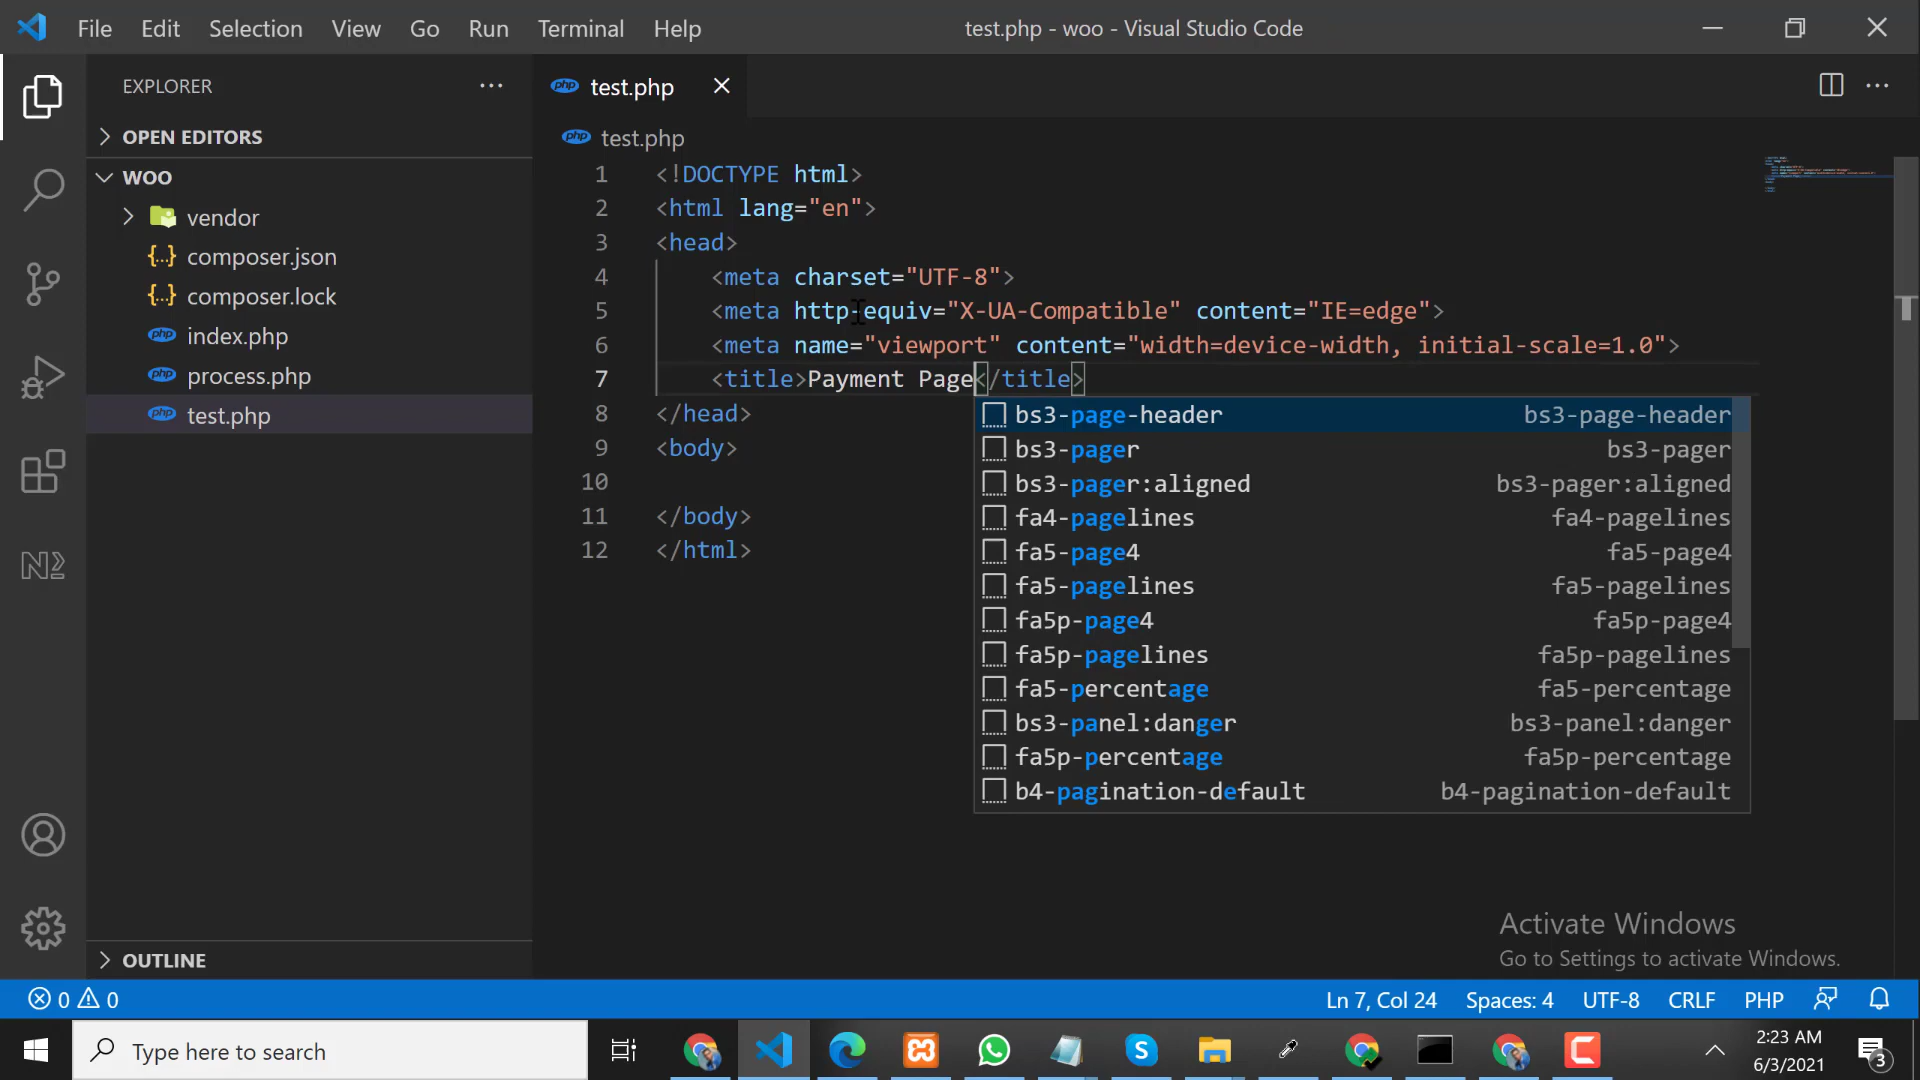 File Edit Selection View Go Run Terminal Help
test.php - woo - Visual Studio Code
EXPLORER
OPEN EDITORS
WOO
vendor
composer.json
composer.lock
index.php
process.php
test.php
OUTLINE
test.php
test.php
1 <!DOCTYPE html>
2 <html lang="en">
3 <head>
4 <meta charset="UTF-8">
5 <meta http-equiv="X-UA-Compatible" content="IE=edge">
6 <meta name="viewport" content="width=device-width, initial-scale=1.0">
7 <title>Payment Page</title>
8 </head>
9 <body>
10
11 </body>
12 </html>
bs3-page-header bs3-page-header
bs3-pager bs3-pager
bs3-pager:aligned bs3-pager:aligned
fa4-pagelines fa4-pagelines
fa5-page4 fa5-page4
fa5-pagelines fa5-pagelines
fa5p-page4 fa5p-page4
fa5p-pagelines fa5p-pagelines
fa5-percentage fa5-percentage
bs3-panel:danger bs3-panel:danger
fa5p-percentage fa5p-percentage
b4-pagination-default b4-pagination-default
Activate Windows
Go to Settings to activate Windows.
0 0
Ln 7, Col 24 Spaces: 4 UTF-8 CRLF PHP
Type here to search
2:23 AM
6/3/2021
3